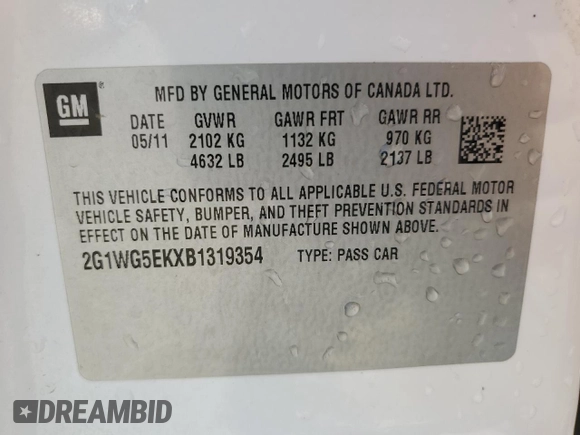 GM
®
MFD BY GENERAL MOTORS OF CANADA LTD.
DATE GVWR GAWR FRT GAWR RR
05/11 2102 KG 1132 KG 970 KG
4632 LB 2495 LB 2137 LB
THIS VEHICLE CONFORMS TO ALL APPLICABLE U.S. FEDERAL MOTOR
VEHICLE SAFETY, BUMPER, AND THEFT PREVENTION STANDARDS IN
EFFECT ON THE DATE OF MANUFACTURE SHOWN ABOVE.
2G1WG5EKXB1319354 TYPE: PASS CAR
DREAMBID